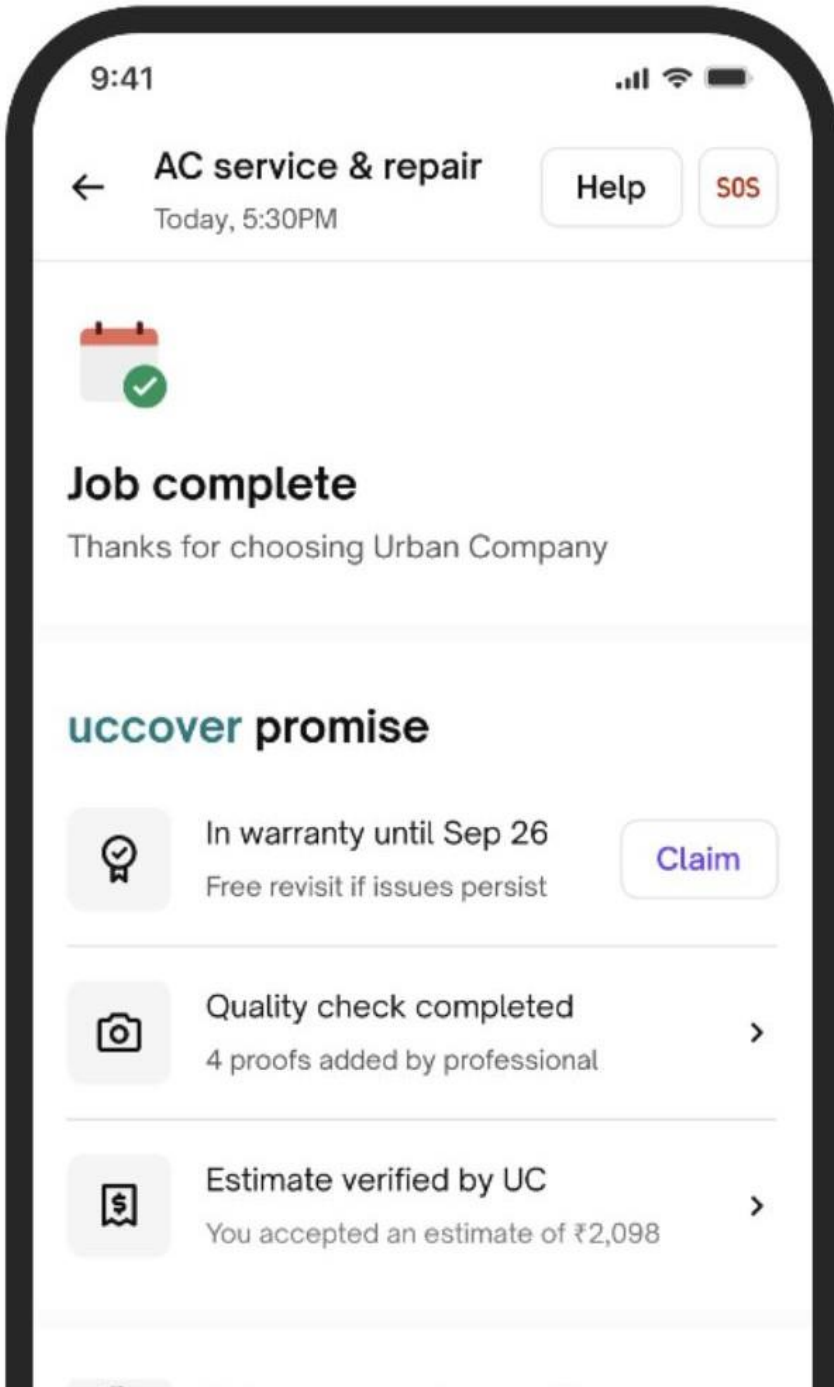 9:41
AC service & repair
Today, 5:30PM
Help
SOS
Job complete
Thanks for choosing Urban Company
uccover promise
In warranty until Sep 26
Free revisit if issues persist
Claim
Quality check completed
4 proofs added by professional
$
Estimate verified by UC
You accepted an estimate of ₹2,098